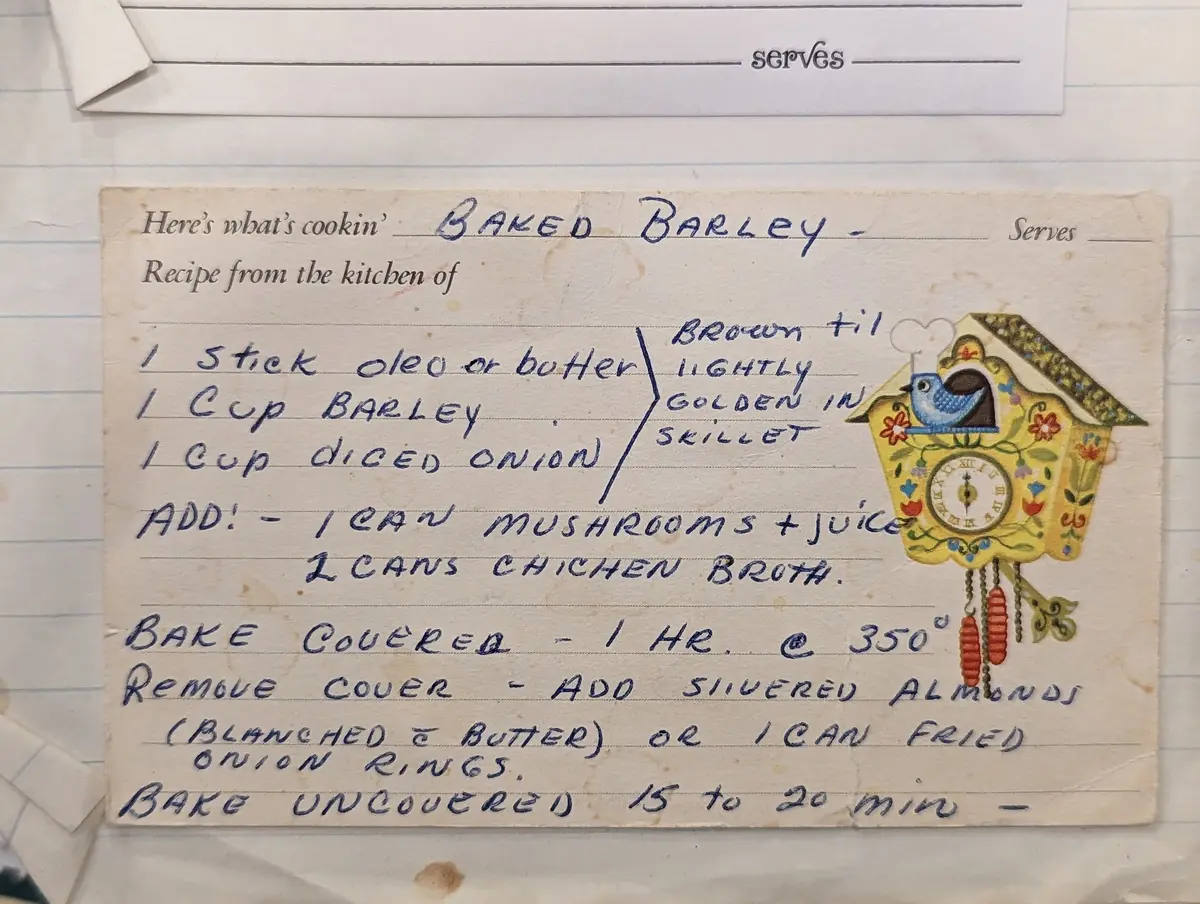 serves
Here's what's cookin' BAKED BARLEY - Serves
Recipe from the kitchen of
1 Stick oleo or butter
1 Cup BARLEY
1 Cup diCED ONION
BROWN til
LIGHTLY
GOLDEN IN
SKILLET
ADD! - 1 CAN MUSHROOMS + juice
2 CANS CHICHEN BROTH.
BAKE COVERED - 1 HR. @ 350°
REMOVE COVER - ADD SLIVERED ALMONDS
(BLANCHED c̄ BUTTER) OR 1 CAN FRIED
ONION RINGS.
BAKE UNCOVERED 15 to 20 min -